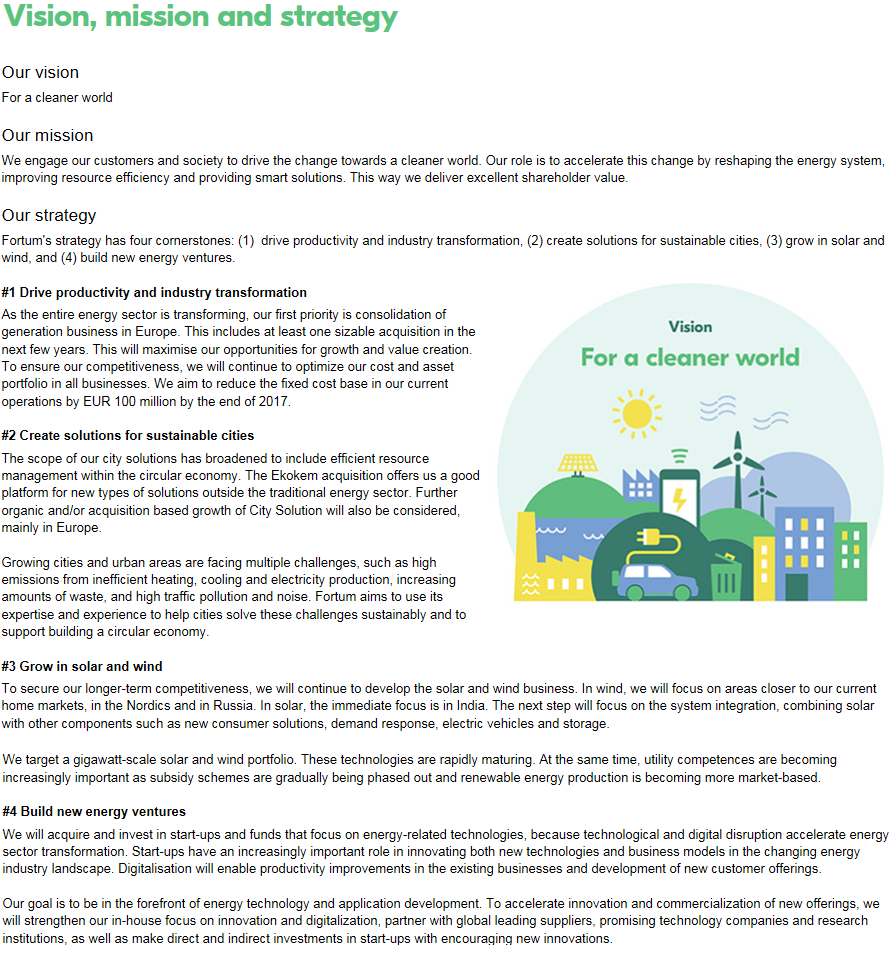 Vision, mission and strategy
Our vision
For a cleaner world
Our mission
We engage our customers and society to drive the change towards a cleaner world. Our role is to accelerate this change by reshaping the energy system,
improving resource efficiency and providing smart solutions. This way we deliver excellent shareholder value.
Our strategy
Fortum's strategy has four cornerstones: (1)  drive productivity and industry transformation, (2) create solutions for sustainable cities, (3) grow in solar and
wind, and (4) build new energy ventures.
#1 Drive productivity and industry transformation
As the entire energy sector is transforming, our first priority is consolidation of
generation business in Europe. This includes at least one sizable acquisition in the
next few years. This will maximise our opportunities for growth and value creation.
To ensure our competitiveness, we will continue to optimize our cost and asset
portfolio in all businesses. We aim to reduce the fixed cost base in our current
operations by EUR 100 million by the end of 2017.
#2 Create solutions for sustainable cities
The scope of our city solutions has broadened to include efficient resource
management within the circular economy. The Ekokem acquisition offers us a good
platform for new types of solutions outside the traditional energy sector. Further
organic and/or acquisition based growth of City Solution will also be considered,
mainly in Europe.
Growing cities and urban areas are facing multiple challenges, such as high
emissions from inefficient heating, cooling and electricity production, increasing
amounts of waste, and high traffic pollution and noise. Fortum aims to use its
expertise and experience to help cities solve these challenges sustainably and to
support building a circular economy.
Vision
For a cleaner world
#3 Grow in solar and wind
To secure our longer-term competitiveness, we will continue to develop the solar and wind business. In wind, we will focus on areas closer to our current
home markets, in the Nordics and in Russia. In solar, the immediate focus is in India. The next step will focus on the system integration, combining solar
with other components such as new consumer solutions, demand response, electric vehicles and storage.
We target a gigawatt-scale solar and wind portfolio. These technologies are rapidly maturing. At the same time, utility competences are becoming
increasingly important as subsidy schemes are gradually being phased out and renewable energy production is becoming more market-based.
#4 Build new energy ventures
We will acquire and invest in start-ups and funds that focus on energy-related technologies, because technological and digital disruption accelerate energy
sector transformation. Start-ups have an increasingly important role in innovating both new technologies and business models in the changing energy
industry landscape. Digitalisation will enable productivity improvements in the existing businesses and development of new customer offerings.
Our goal is to be in the forefront of energy technology and application development. To accelerate innovation and commercialization of new offerings, we
will strengthen our in-house focus on innovation and digitalization, partner with global leading suppliers, promising technology companies and research
institutions, as well as make direct and indirect investments in start-ups with encouraging new innovations.